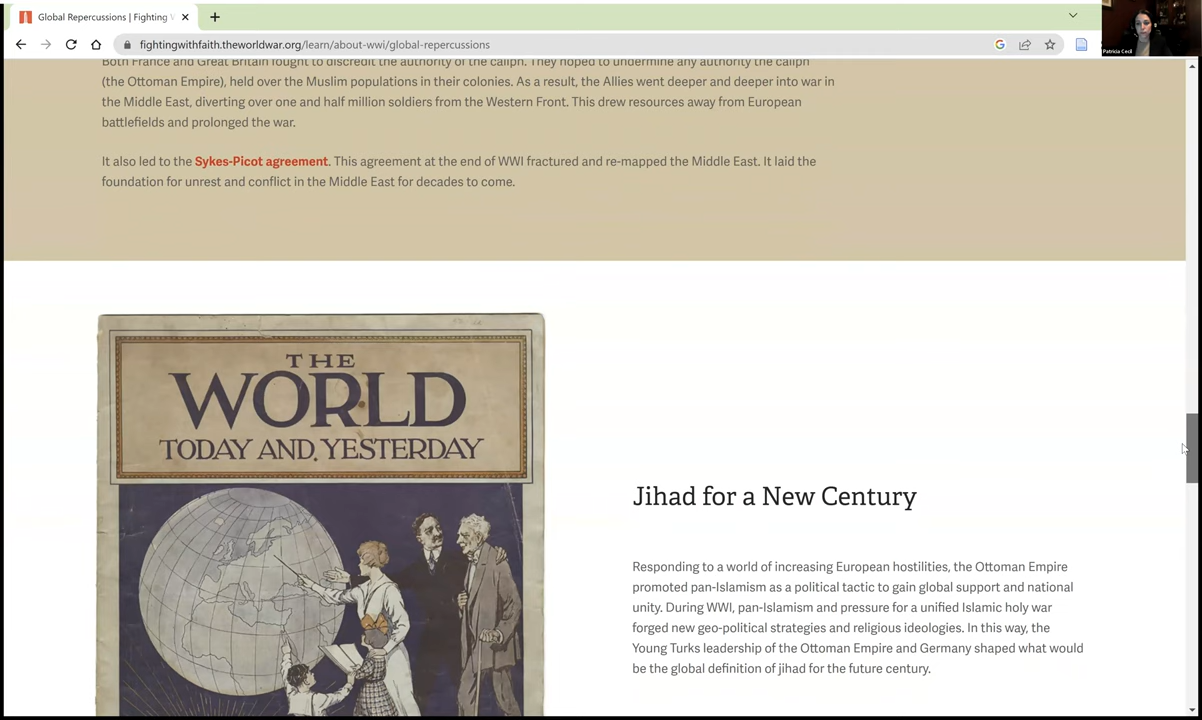 Global Repercussions | Fighting W
fightingwithfaith.theworldwar.org/learn/about-wwi/global-repercussions
Patricia Cecil
Both France and Great Britain fought to discredit the authority of the caliph. They hoped to undermine any authority the caliph
(the Ottoman Empire), held over the Muslim populations in their colonies. As a result, the Allies went deeper and deeper into war in
the Middle East, diverting over one and half million soldiers from the Western Front. This drew resources away from European
battlefields and prolonged the war.
It also led to the Sykes-Picot agreement. This agreement at the end of WWI fractured and re-mapped the Middle East. It laid the
foundation for unrest and conflict in the Middle East for decades to come.
THE
WORLD
TODAY AND YESTERDAY
Jihad for a New Century
Responding to a world of increasing European hostilities, the Ottoman Empire
promoted pan-Islamism as a political tactic to gain global support and national
unity. During WWI, pan-Islamism and pressure for a unified Islamic holy war
forged new geo-political strategies and religious ideologies. In this way, the
Young Turks leadership of the Ottoman Empire and Germany shaped what would
be the global definition of jihad for the future century.